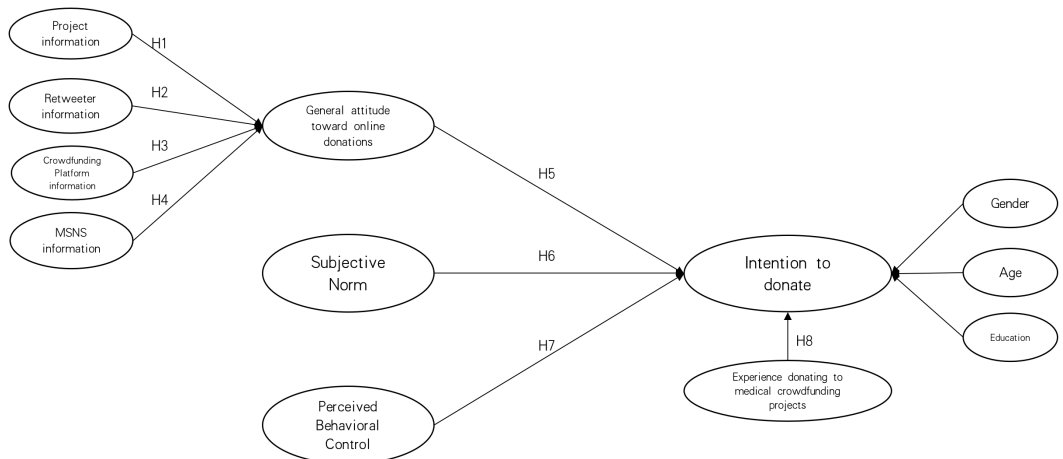 Project
information
H1
Retweeter
information
H2
Crowdfunding
Platform
information
H3
MSNS
information
H4
General attitude
toward online
donations
H5
Subjective
Norm
H6
Perceived
Behavioral
Control
H7
Intention to
donate
H8
Experience donating to
medical crowdfunding
projects
Gender
Age
Education